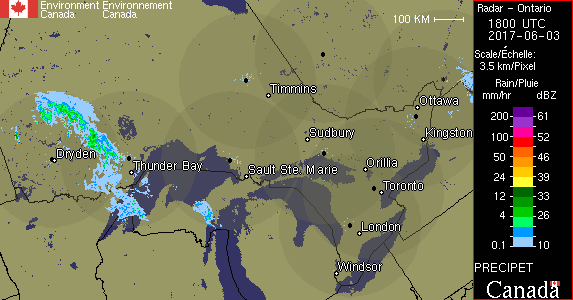 Environment Environnement
Canada Canada
100 KM
Timmins
Ottawa
Sudbury
Kingston
Dryden
Thunder Bay
Sault Ste. Marie
Orillia
Toronto
London
Windsor
Radar - Ontario
1800 UTC
2017-06-03
Scale/Échelle:
3.5 km/Pixel
Rain/Pluie
mm/hr dBZ
200 61
100 52
50 46
24 39
12 33
4 26
0.1 10
PRECIPET
Canada